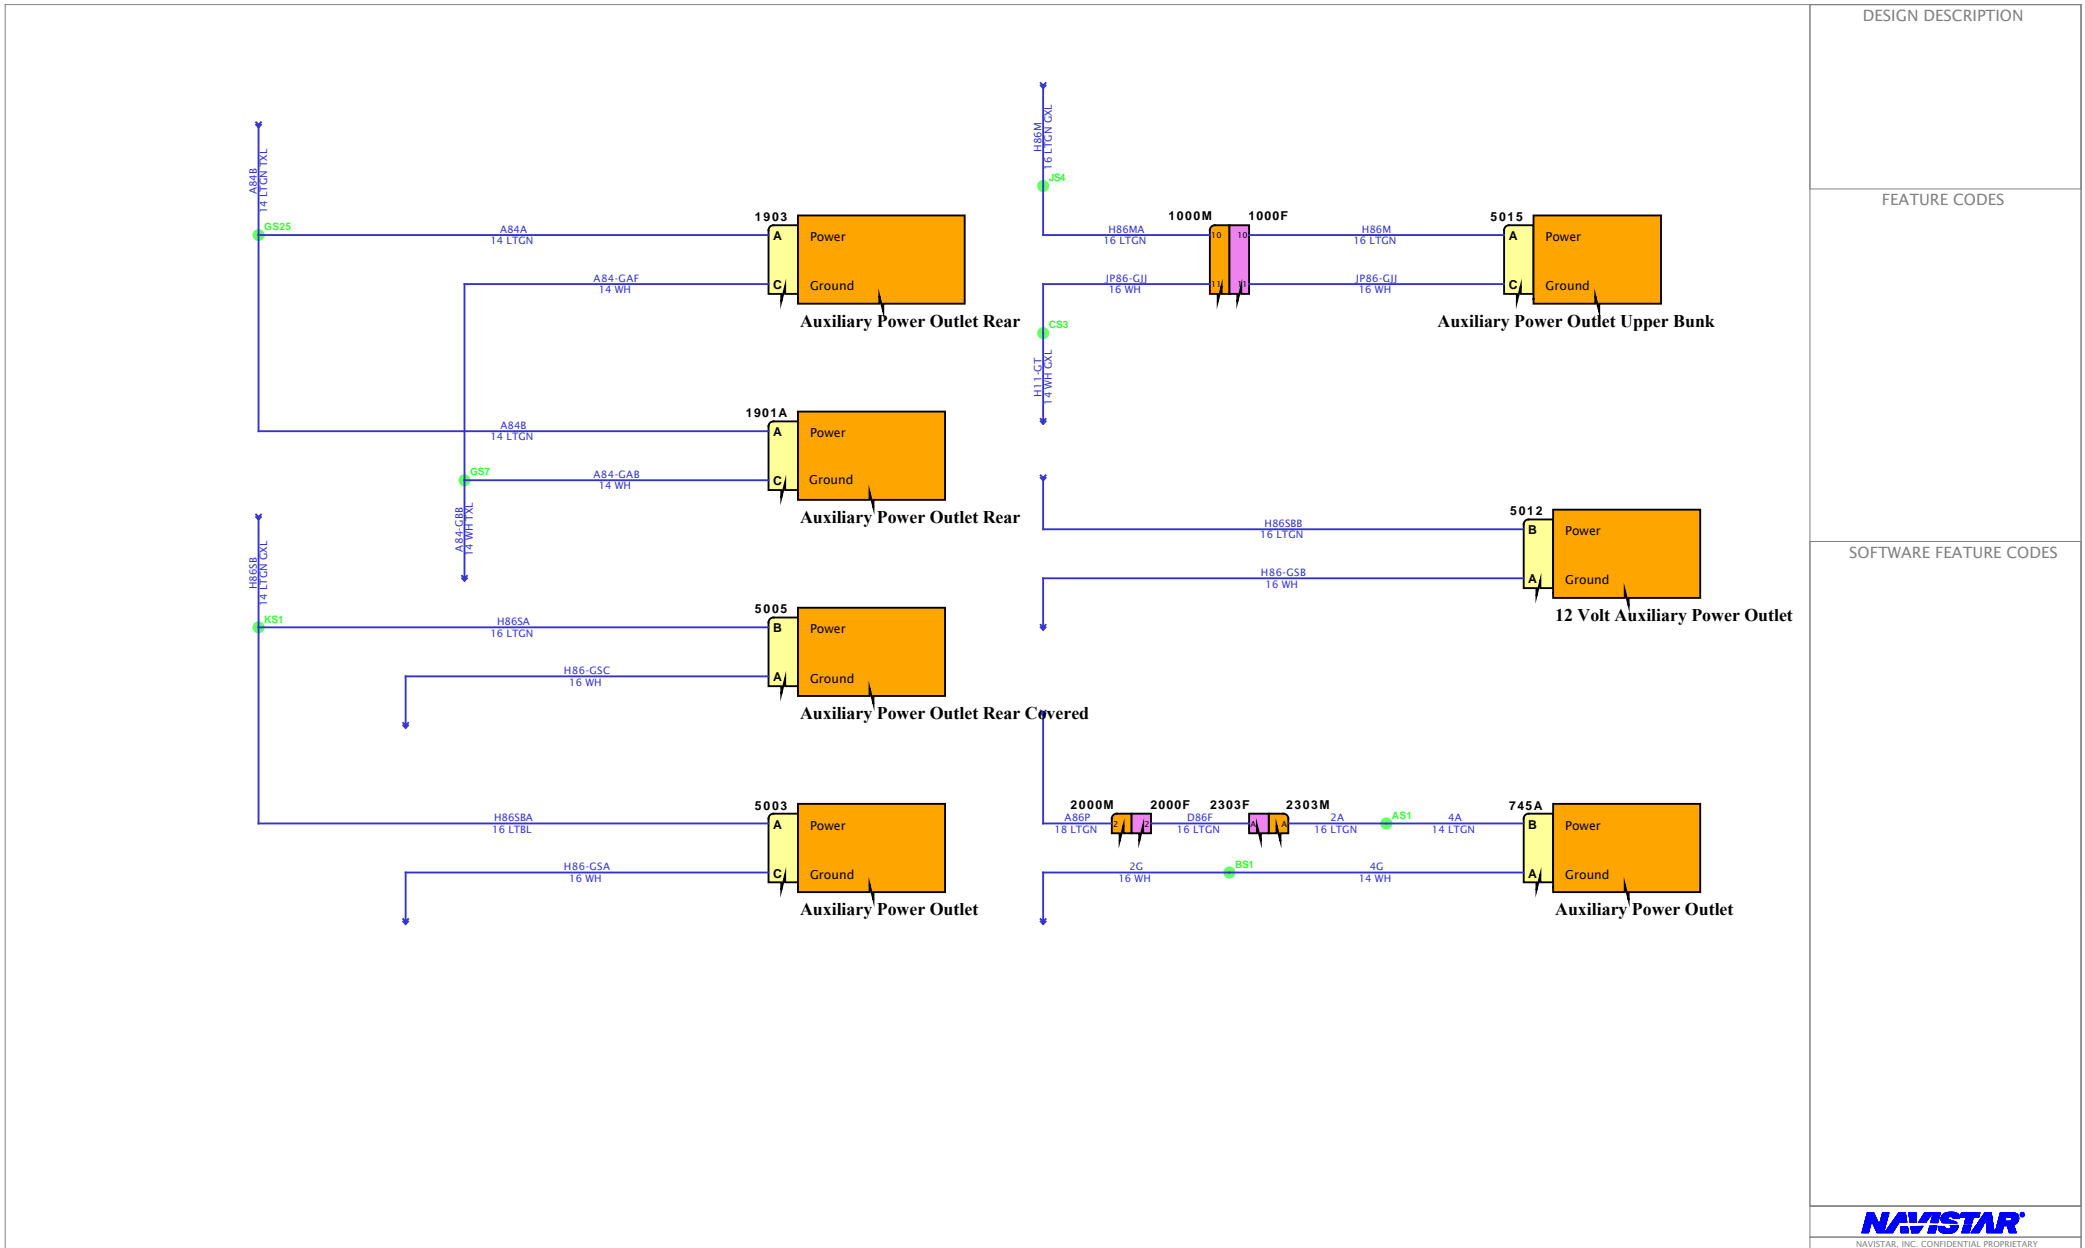 DESIGN DESCRIPTION
FEATURE CODES
SOFTWARE FEATURE CODES
NAVISTAR
NAVISTAR, INC. CONFIDENTIAL PROPRIETARY
A84B
14 LTGN TXL
GS25
A84A
14 LTGN
1903
A
Power
A84-GAF
14 WH
C
Ground
Auxiliary Power Outlet Rear
A84B
14 LTGN
1901A
A
Power
GS7
A84-GAB
14 WH
C
Ground
Auxiliary Power Outlet Rear
A84-GBB
14 WH TXL
H86SB
14 LTGN GXL
KS1
H86SA
16 LTGN
5005
B
Power
H86-GSC
16 WH
A
Ground
Auxiliary Power Outlet Rear Covered
H86SBA
16 LTBL
5003
A
Power
H86-GSA
16 WH
C
Ground
Auxiliary Power Outlet
H86M
16 LTGN GXL
JS4
H86MA
16 LTGN
1000M
1000F
10
10
H86M
16 LTGN
5015
A
Power
JP86-GJJ
16 WH
11
11
JP86-GJJ
16 WH
C
Ground
Auxiliary Power Outlet Upper Bunk
CS3
H11-GT
14 WH GXL
H86SBB
16 LTGN
5012
B
Power
H86-GSB
16 WH
A
Ground
12 Volt Auxiliary Power Outlet
2000M
2000F
2303F
2303M
A86P
18 LTGN
2
2
D86F
16 LTGN
A
A
2A
16 LTGN
AS1
4A
14 LTGN
745A
B
Power
2G
16 WH
BS1
4G
14 WH
A
Ground
Auxiliary Power Outlet